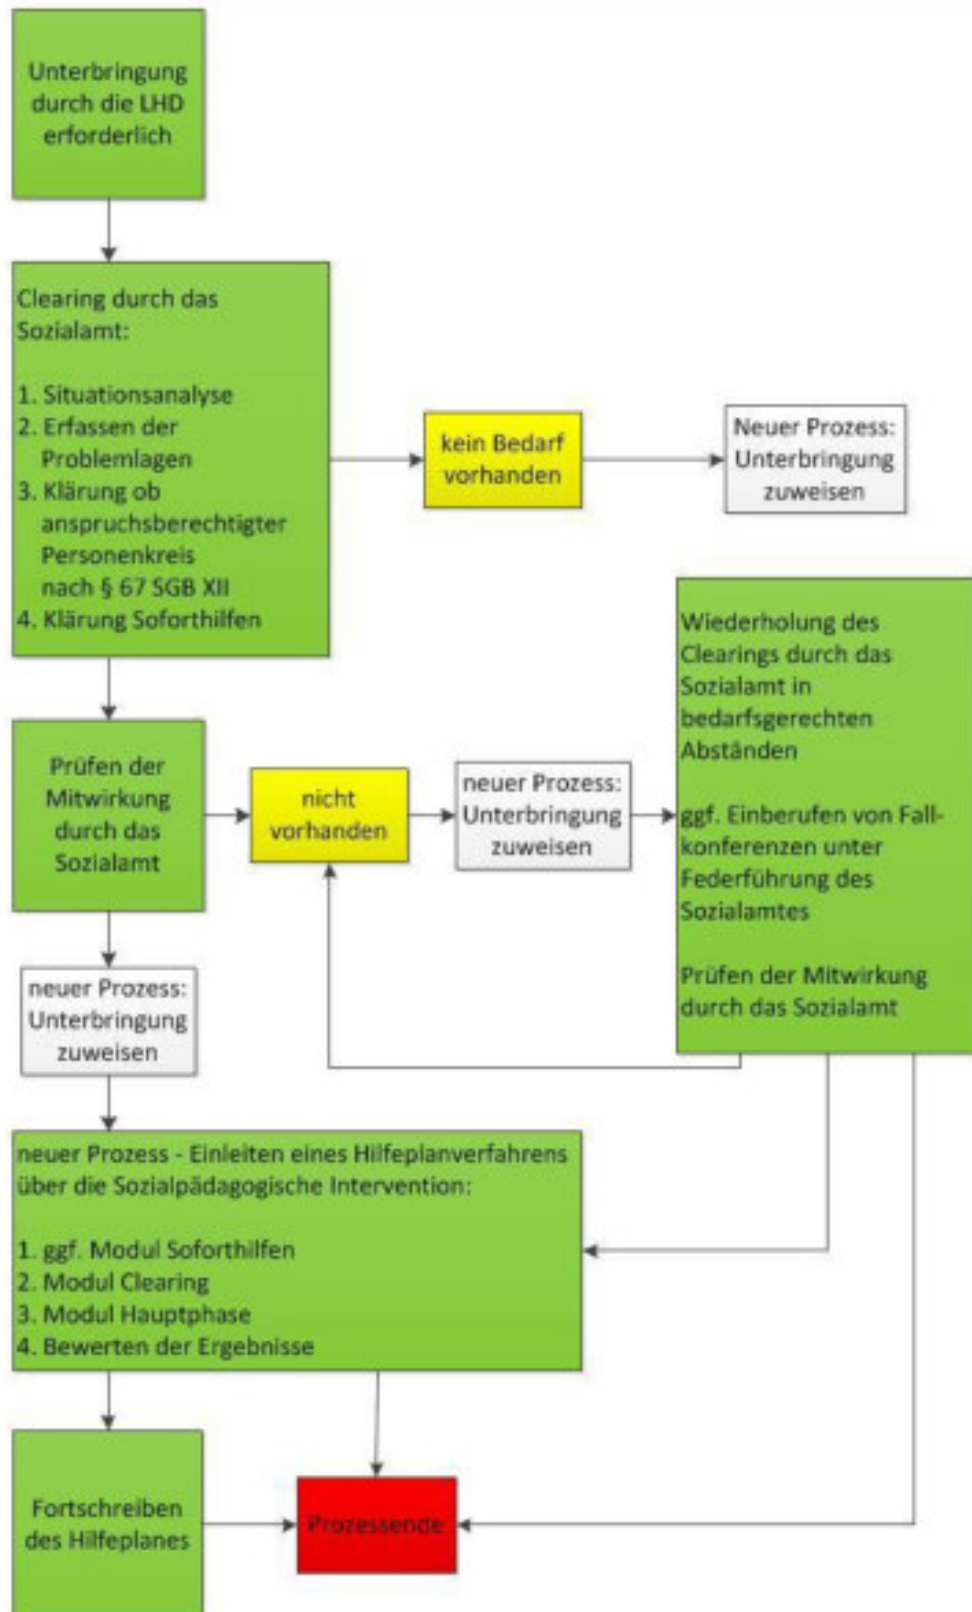 Unterbringung
durch die LHD
erforderlich
Clearing durch das
Sozialamt:
1. Situationsanalyse
2. Erfassen der
Problemlagen
3. Klärung ob
anspruchsberechtigter
Personenkreis
nach § 67 SGB XII
4. Klärung Soforthilfen
kein Bedarf
vorhanden
Neuer Prozess:
Unterbringung
zuweisen
Prüfen der
Mitwirkung
durch das
Sozialamt
nicht
vorhanden
neuer Prozess:
Unterbringung
zuweisen
Wiederholung des
Clearings durch das
Sozialamt in
bedarfsgerechten
Abständen
ggf. Einberufen von Fall-
konferenzen unter
Federführung des
Sozialamtes
Prüfen der Mitwirkung
durch das Sozialamt
neuer Prozess:
Unterbringung
zuweisen
neuer Prozess - Einleiten eines Hilfeplanverfahrens
über die Sozialpädagogische Intervention:
1. ggf. Modul Soforthilfen
2. Modul Clearing
3. Modul Hauptphase
4. Bewerten der Ergebnisse
Fortschreiben
des Hilfeplanes
Prozessende